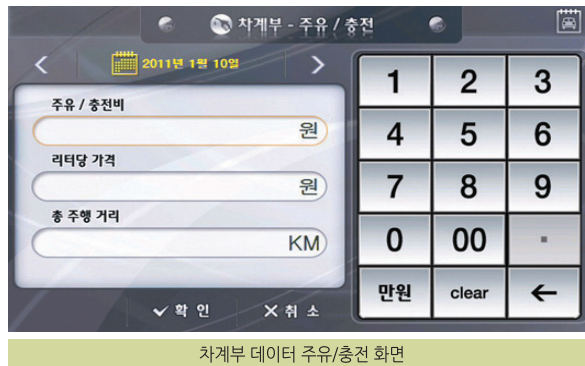 차계부 - 주유 / 충전
2011년 1월 10일
주유 / 충전비
원
리터당 가격
원
총 주행 거리
KM
확 인
취 소
1 2 3
4 5 6
7 8 9
0 00 .
만원 clear ←
차계부 데이터 주유/충전 화면